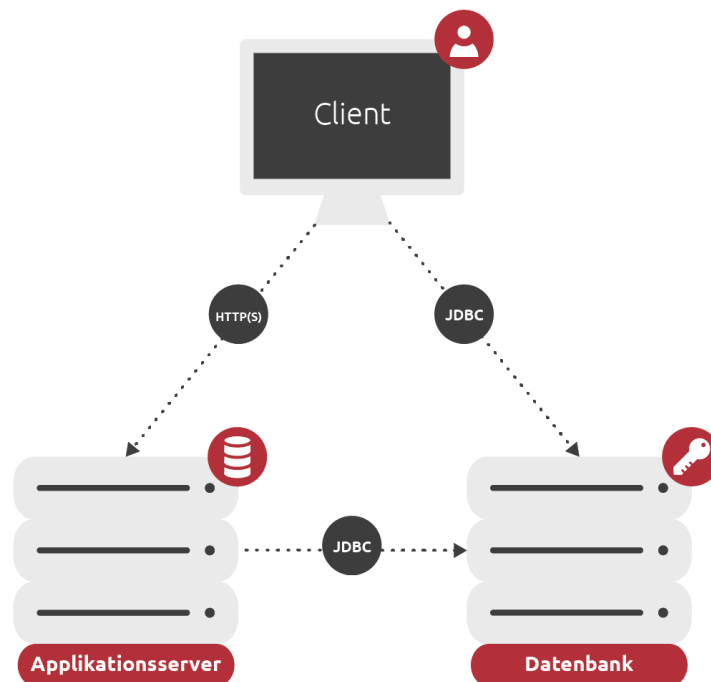 Client
HTTP(S)
JDBC
JDBC
Applikationsserver
Datenbank